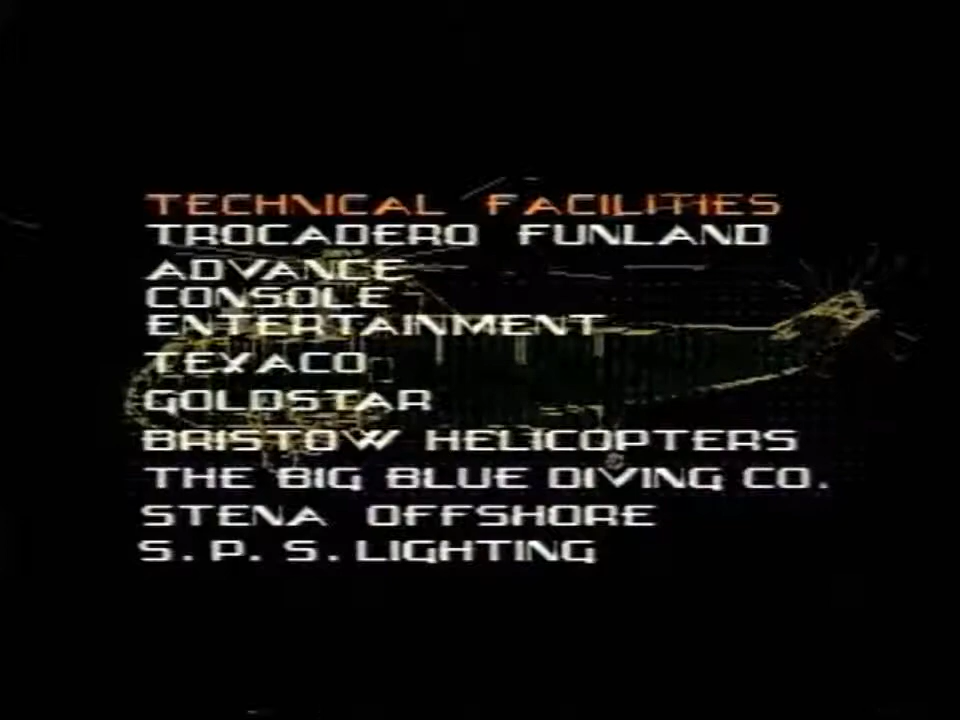 TECHNICAL FACILITIES
TROCADERO FUNLAND
ADVANCE
CONSOLE
ENTERTAINMENT
TEXACO
GOLDSTAR
BRISTOW HELICOPTERS
THE BIG BLUE DIVING CO.
STENA OFFSHORE
S. P. S. LIGHTING